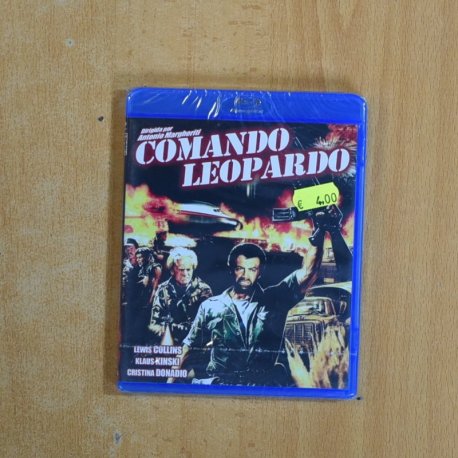 Dirigida por
Antonio Margheriti
COMANDO
LEOPARDO
€ 4,00
LEWIS COLLINS
KLAUS KINSKI
CRISTINA DONADIO